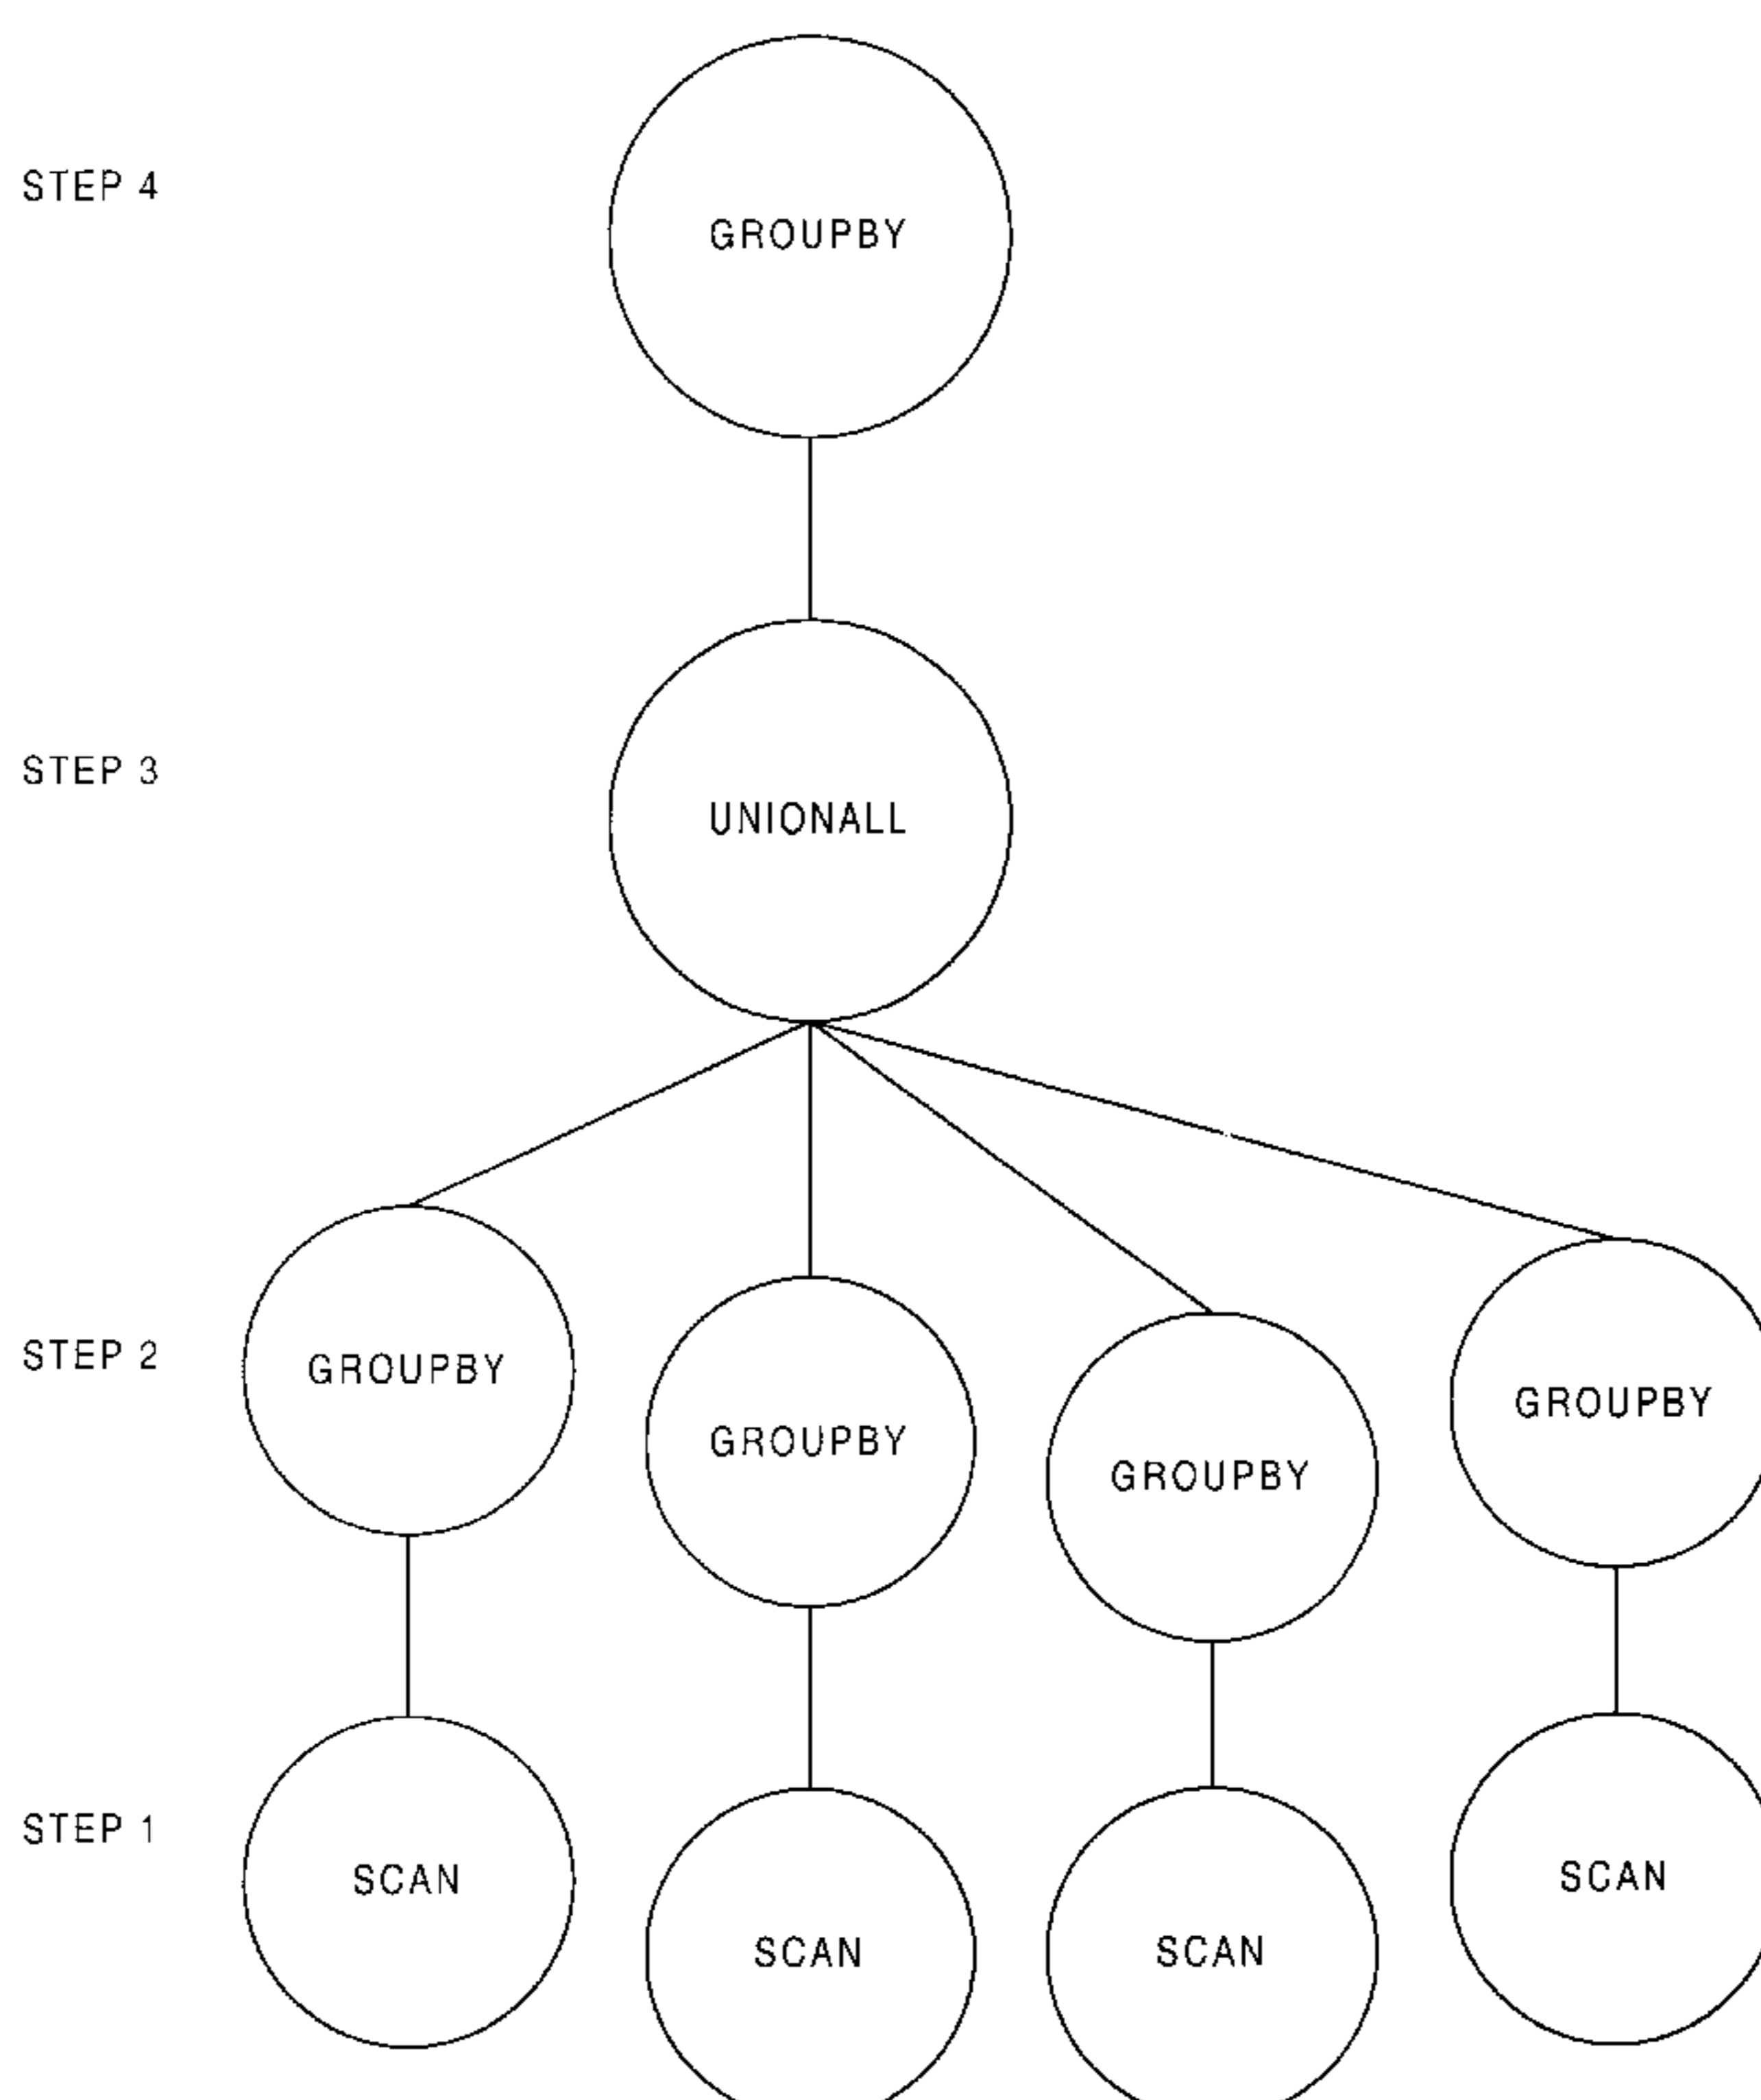 STEP 4
GROUPBY
STEP 3
UNIONALL
STEP 2
GROUPBY
GROUPBY
GROUPBY
GROUPBY
STEP 1
SCAN
SCAN
SCAN
SCAN